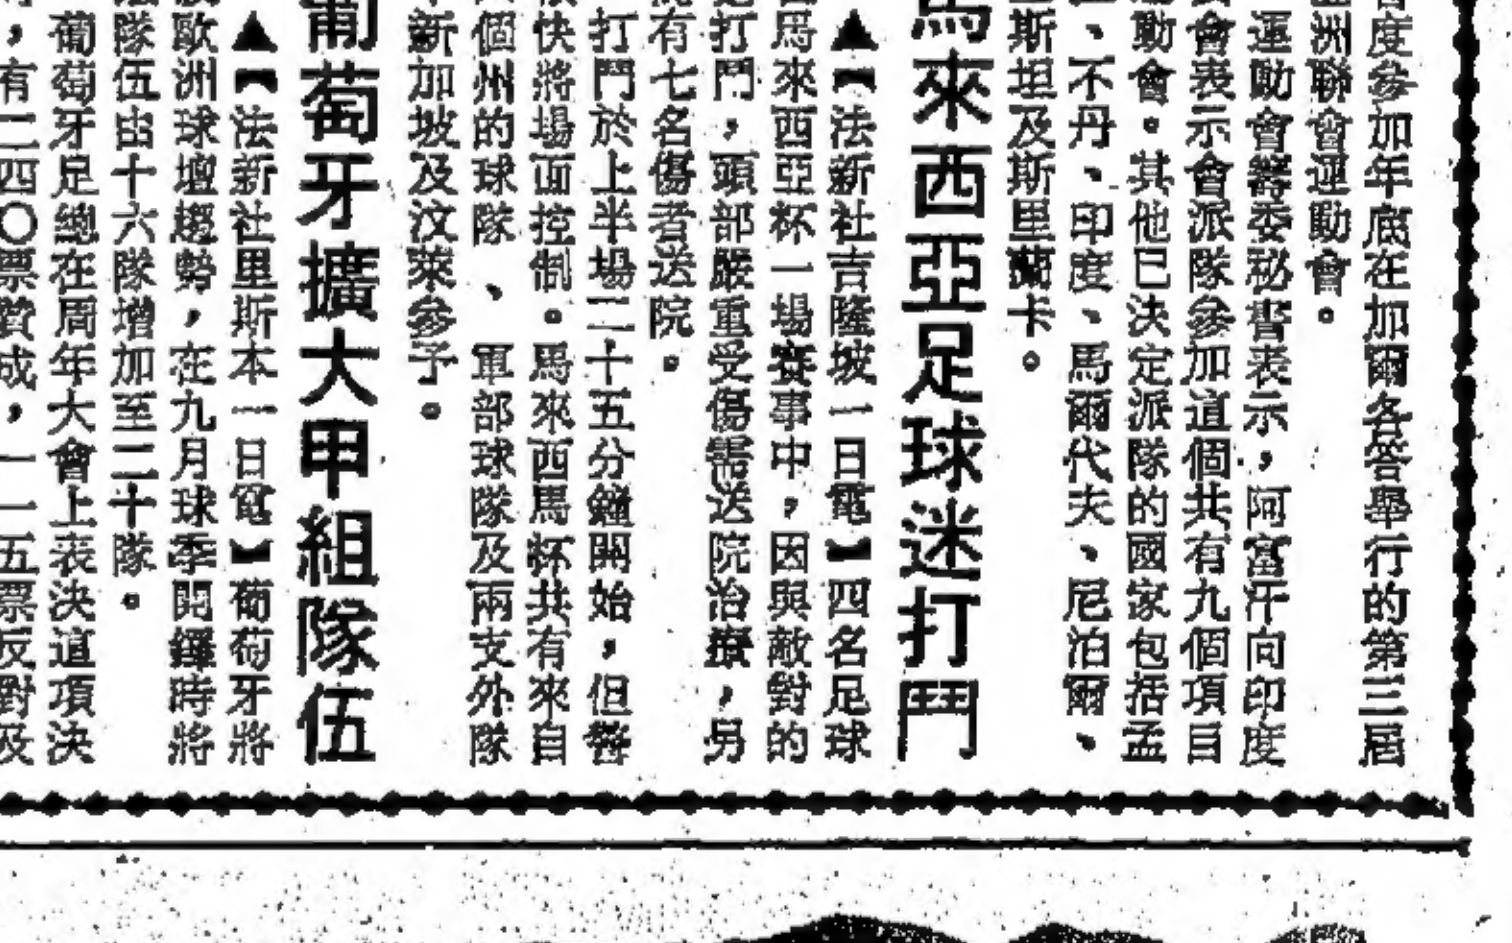 度參加年底在加爾各答舉行的第三屆
洲聯會運動會。
運動會籌委秘書表示，阿富汗向印度
會表示會派隊參加這個共有九個項目
動會。其他已決定派隊的國家包括孟
、不丹、印度、馬爾代夫、尼泊爾、
斯坦及斯里蘭卡。
馬來西亞足球迷打鬥
▲【法新社吉隆坡一日電】四名足球
馬來西亞杯一場賽事中，因與敵對的
打鬥，頭部嚴重受傷需送院治療，另
有七名傷者送院。
打鬥於上半場二十五分鐘開始，但警
快將場面控制。馬來西馬杯共有來自
個州的球隊、軍部球隊及兩支外隊
新加坡及汶萊參予。
葡萄牙擴大甲組隊伍
▲【法新社里斯本一日電】葡萄牙將
歐洲球壇趨勢，在九月球季開鑼時將
隊伍由十六隊增加至二十隊。
葡萄牙足總在周年大會上表決這項決
，有二四〇票贊成，一一五票反對及